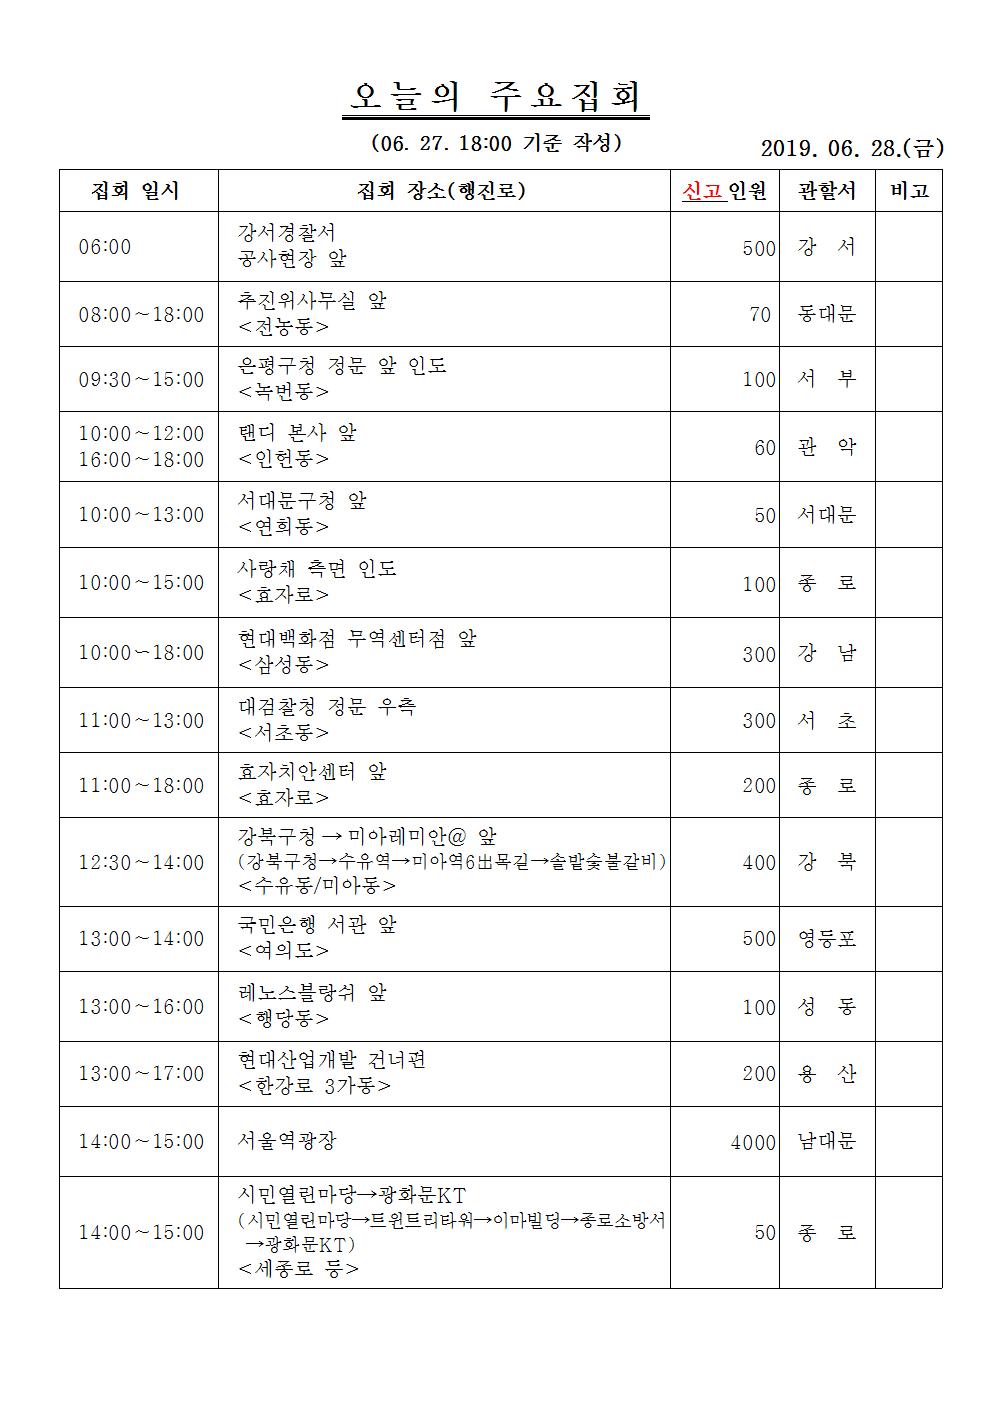 오늘의 주요집회
(06. 27. 18:00 기준 작성)
2019. 06. 28.(금)
집회 일시 집회 장소(행진로) 신고인원 관할서 비고
06:00 강서경찰서 공사현장 앞 500 강 서
08:00~18:00 추진위사무실 앞 <전농동> 70 동대문
09:30~15:00 은평구청 정문 앞 인도 <녹번동> 100 서 부
10:00~12:00 16:00~18:00 탠디 본사 앞 <인헌동> 60 관 악
10:00~13:00 서대문구청 앞 <연희동> 50 서대문
10:00~15:00 사랑채 측면 인도 <효자로> 100 종 로
10:00~18:00 현대백화점 무역센터점 앞 <삼성동> 300 강 남
11:00~13:00 대검찰청 정문 우측 <서초동> 300 서 초
11:00~18:00 효자치안센터 앞 <효자로> 200 종 로
12:30~14:00 강북구청→미아레미안@ 앞 (강북구청→수유역→미아역6出목길→솔밭숯불갈비) <수유동/미아동> 400 강 북
13:00~14:00 국민은행 서관 앞 <여의도> 500 영등포
13:00~16:00 레노스블랑쉬 앞 <행당동> 100 성 동
13:00~17:00 현대산업개발 건너편 <한강로 3가동> 200 용 산
14:00~15:00 서울역광장 4000 남대문
14:00~15:00 시민열린마당→광화문KT (시민열린마당→트윈트리타워→이마빌딩→종로소방서→광화문KT) <세종로 등> 50 종 로